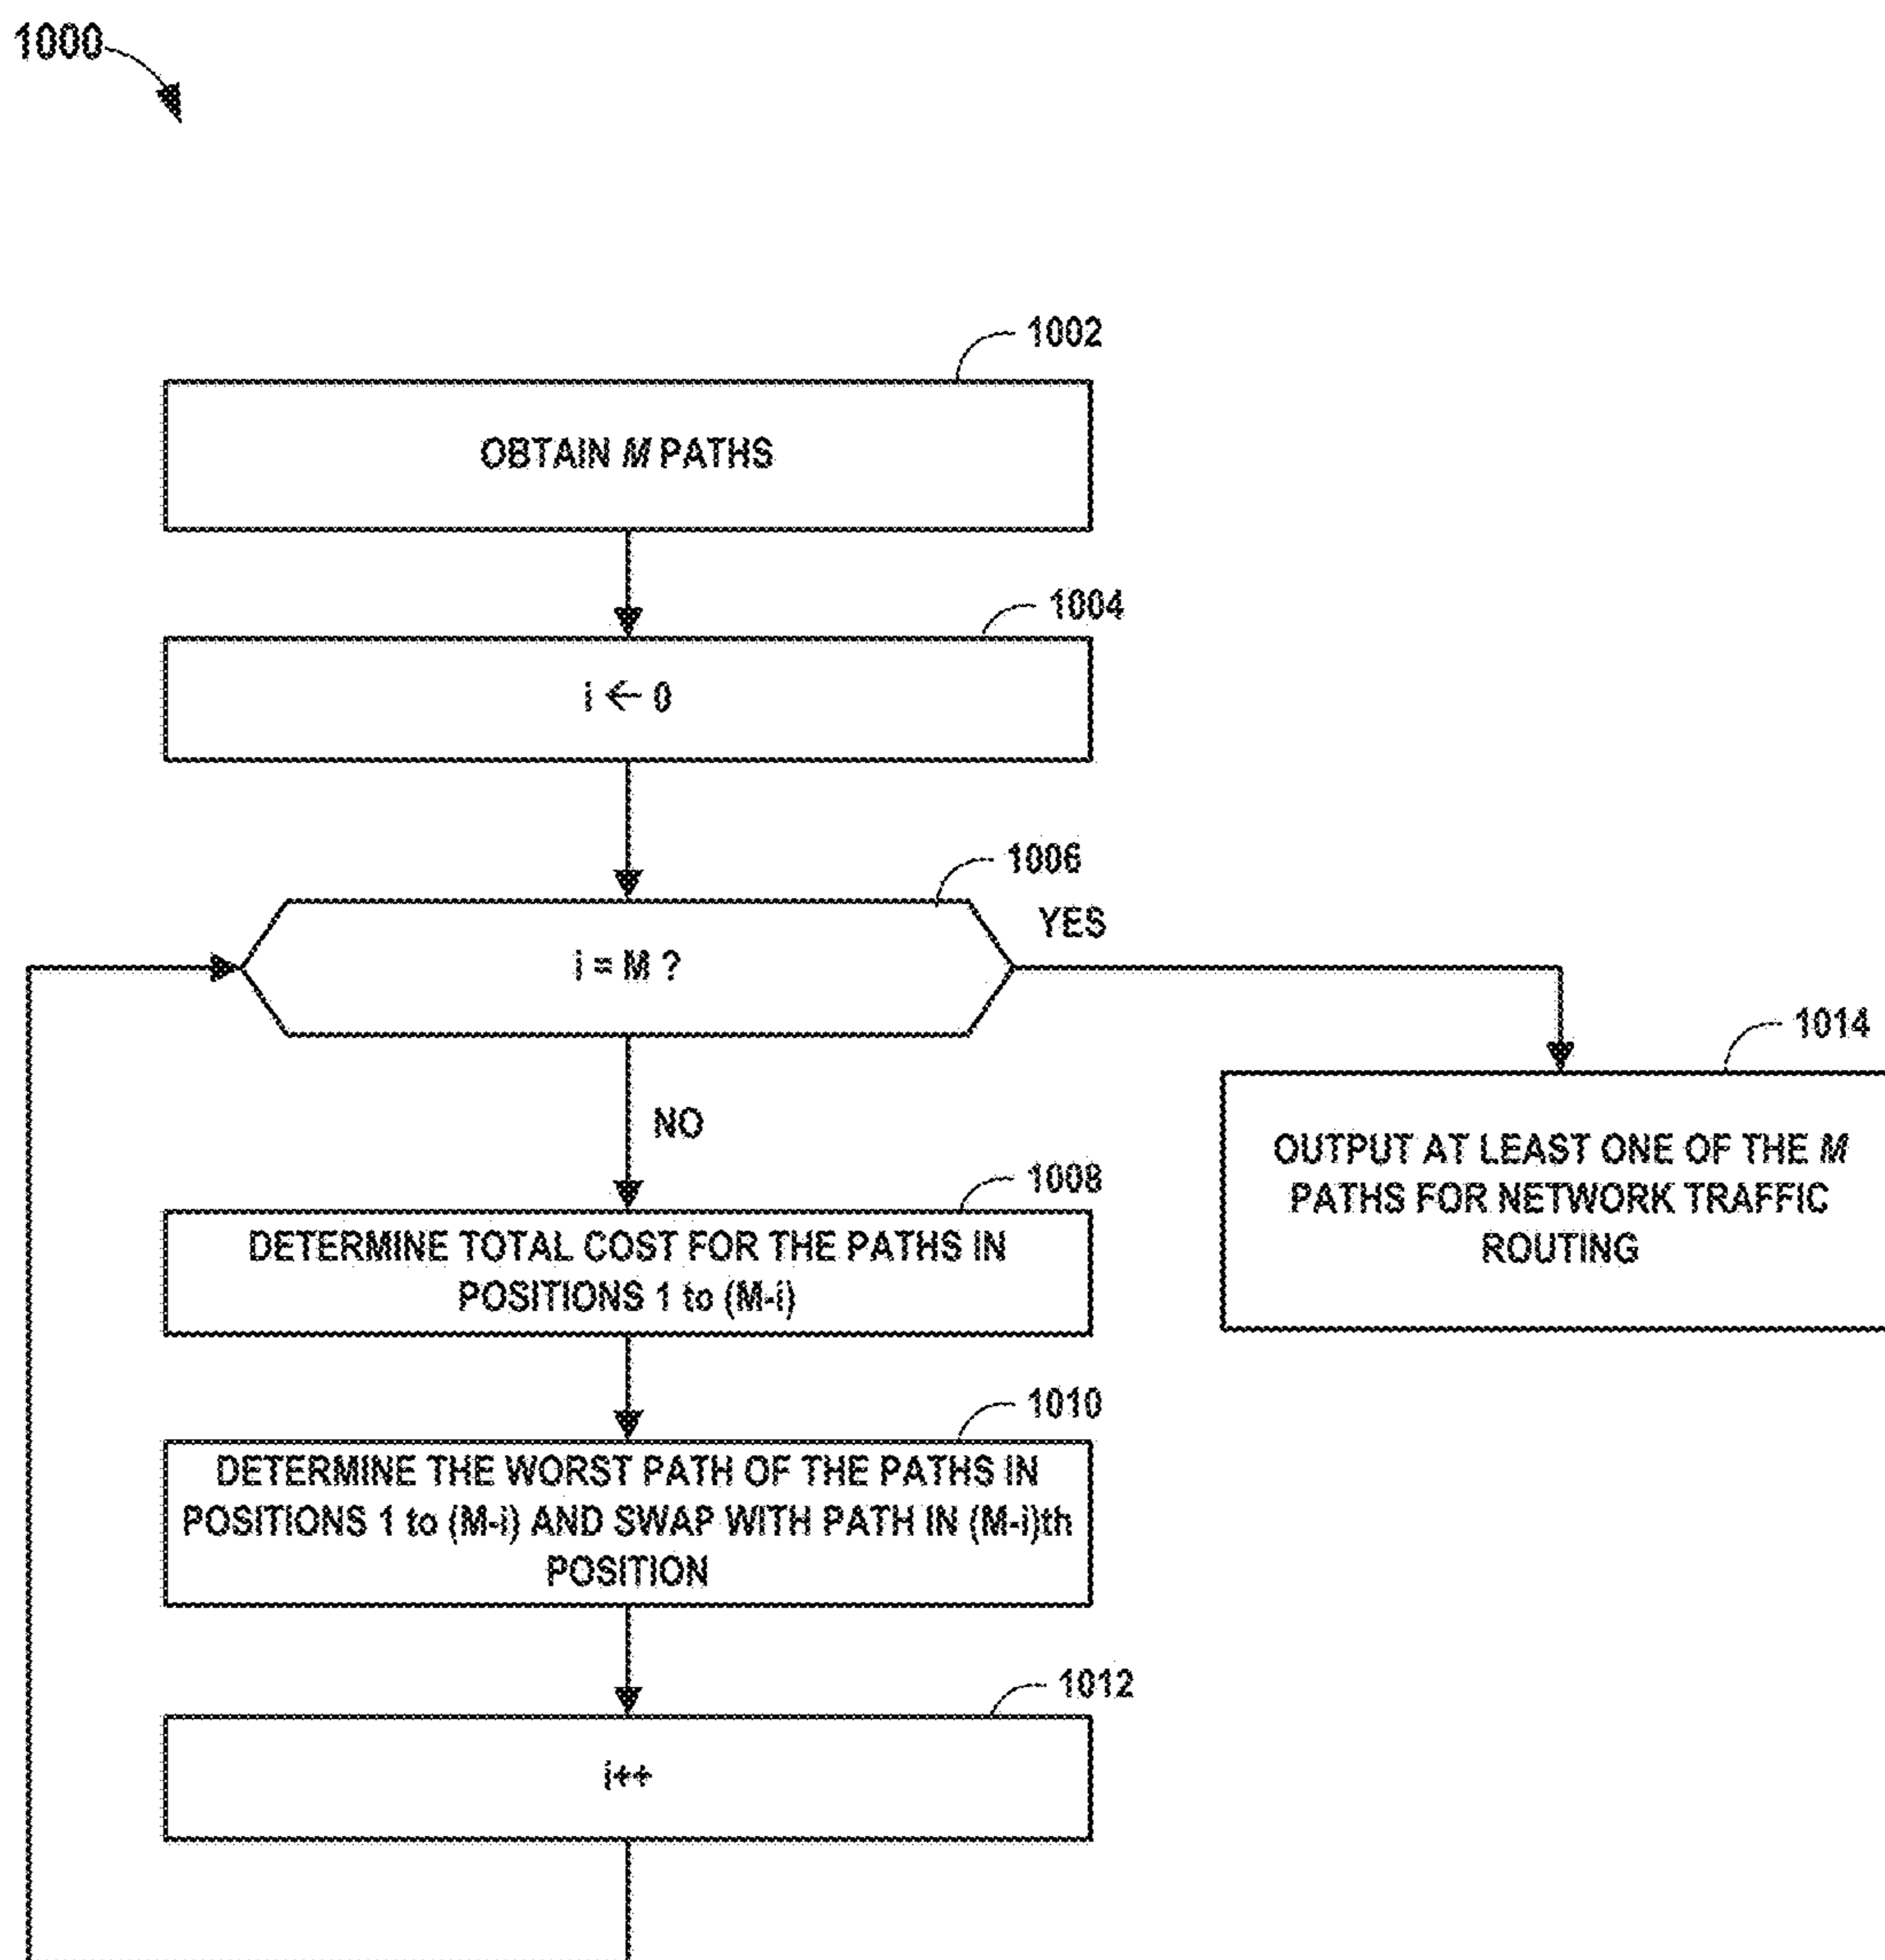 1000
1002
OBTAIN M PATHS
1004
i ← 0
1006
i = M ?
YES
NO
1014
OUTPUT AT LEAST ONE OF THE M
PATHS FOR NETWORK TRAFFIC
ROUTING
1008
DETERMINE TOTAL COST FOR THE PATHS IN
POSITIONS 1 to (M-i)
1010
DETERMINE THE WORST PATH OF THE PATHS IN
POSITIONS 1 to (M-i) AND SWAP WITH PATH IN (M-i)th
POSITION
1012
i++